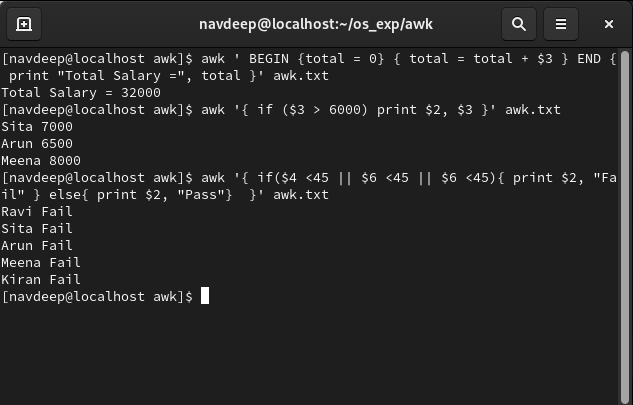 navdeep@localhost:~/os_exp/awk
[navdeep@localhost awk]$ awk ' BEGIN {total = 0} { total = total + $3 } END {
 print "Total Salary =", total }' awk.txt
Total Salary = 32000
[navdeep@localhost awk]$ awk '{ if ($3 > 6000) print $2, $3 }' awk.txt
Sita 7000
Arun 6500
Meena 8000
[navdeep@localhost awk]$ awk '{ if($4 <45 || $6 <45 || $6 <45){ print $2, "Fa
il" } else{ print $2, "Pass"}  }' awk.txt
Ravi Fail
Sita Fail
Arun Fail
Meena Fail
Kiran Fail
[navdeep@localhost awk]$